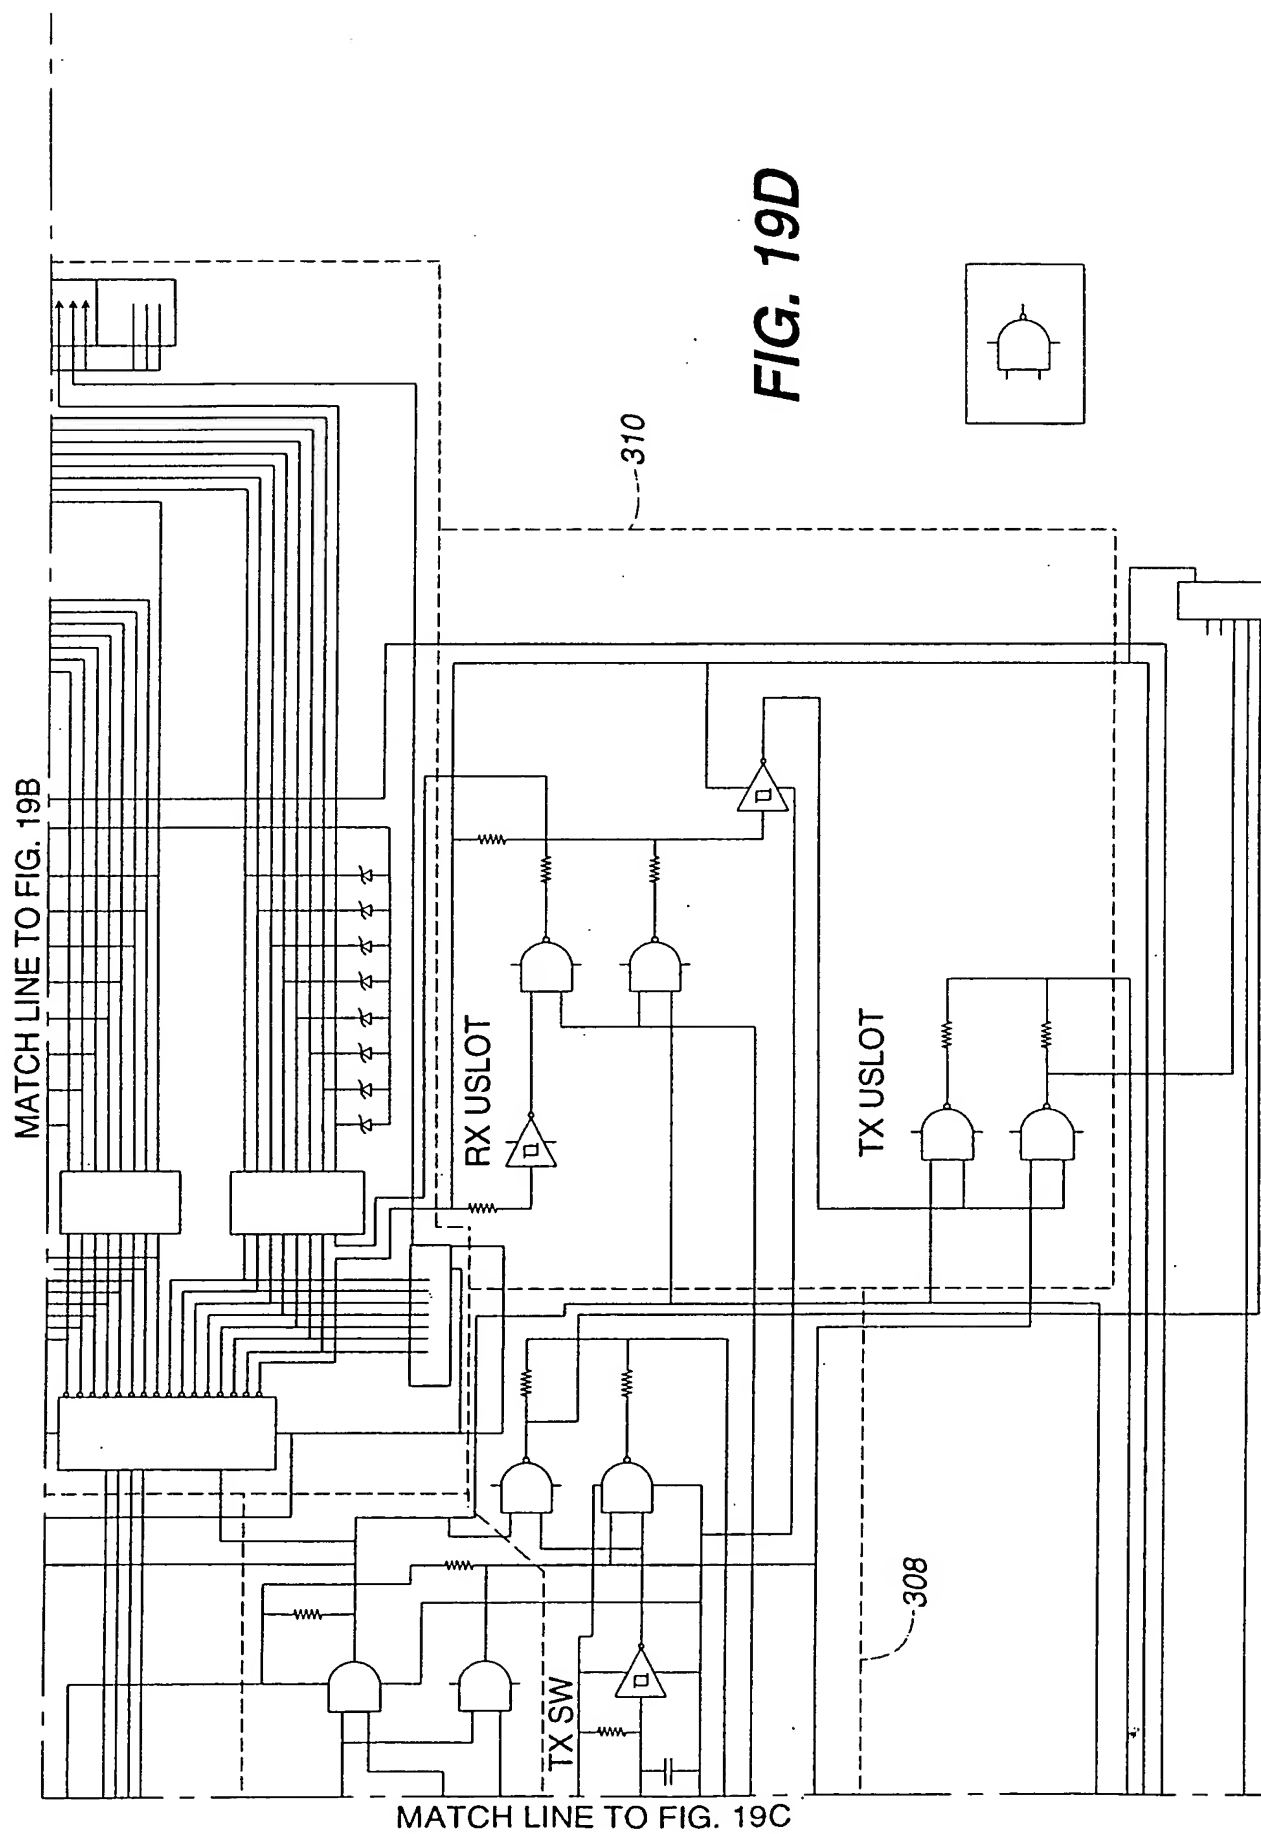 MATCH LINE TO FIG. 19B
FIG. 19D
310
RX USLOT
TX USLOT
TX SW
308
MATCH LINE TO FIG. 19C